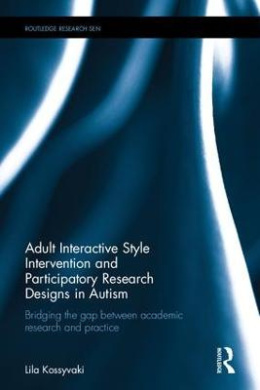 ROUTLEDGE RESEARCH SEN
Adult Interactive Style
Intervention and
Participatory Research
Designs in Autism
Bridging the gap between academic
research and practice
Lila Kossyvaki
ROUTLEDGE